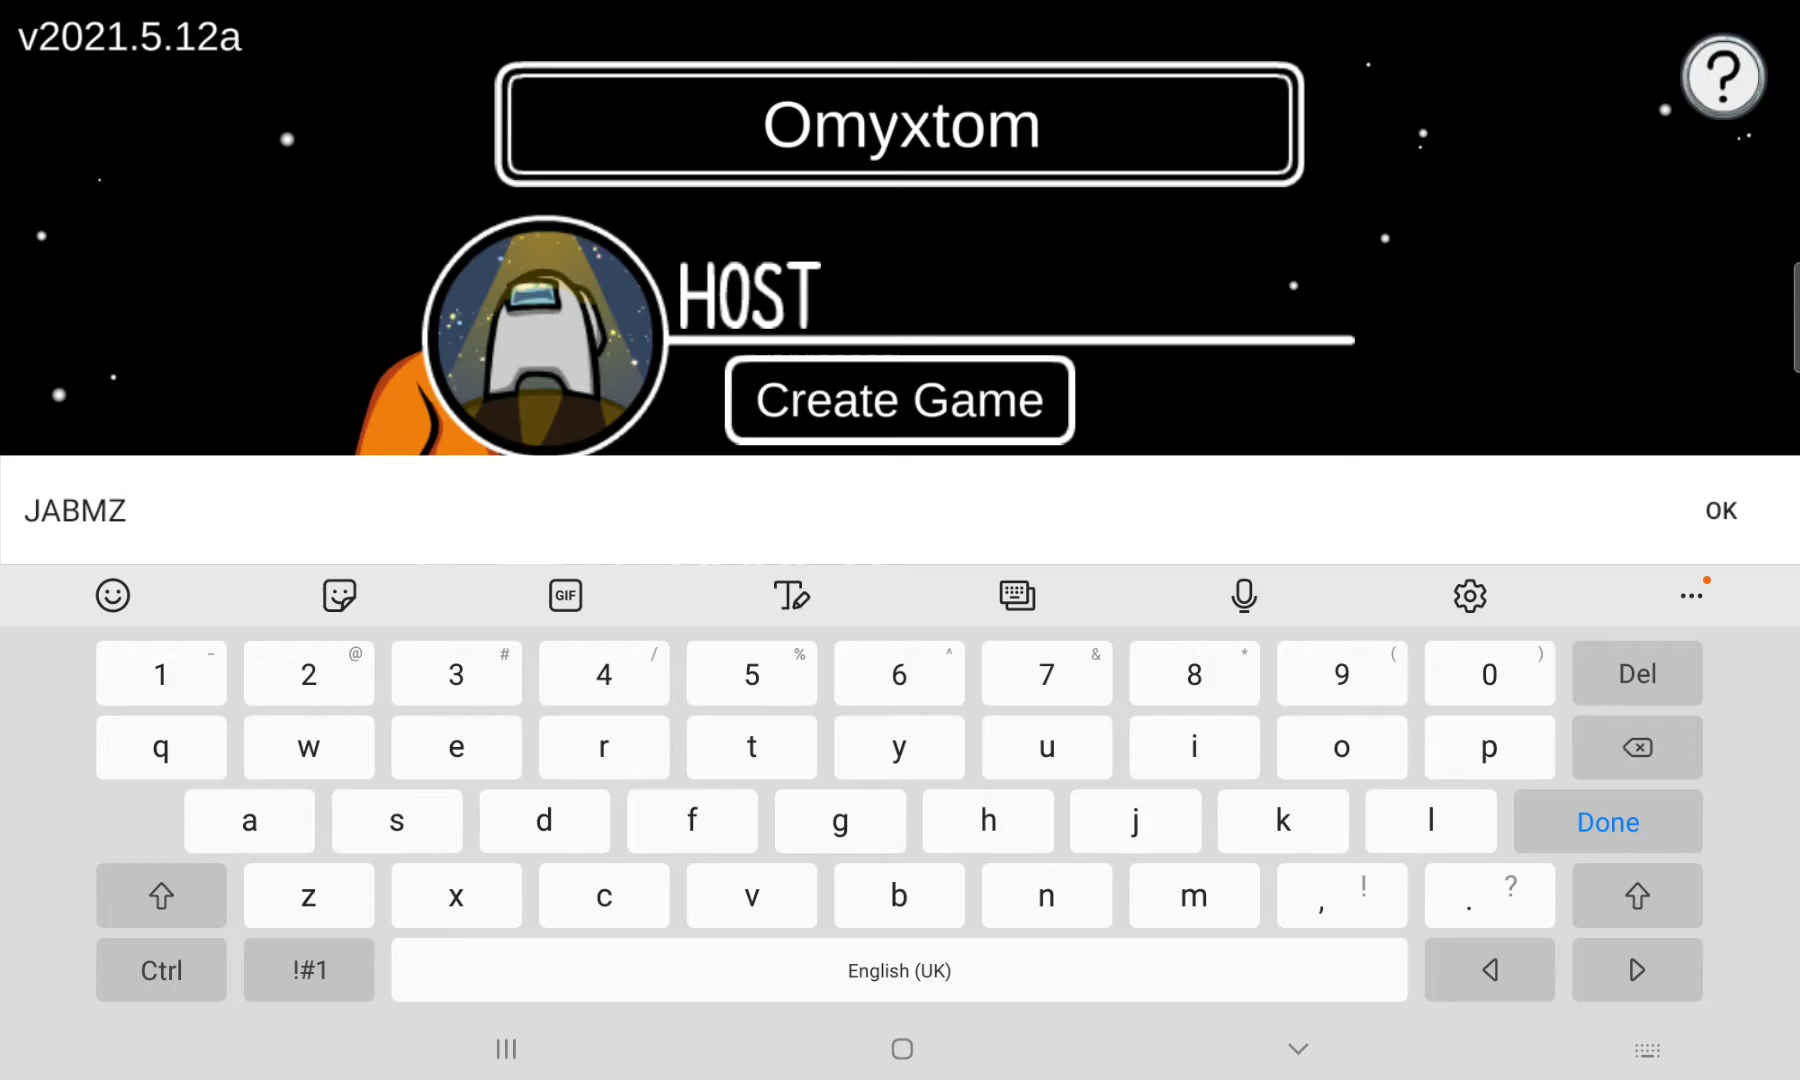 v2021.5.12a
?
Omyxtom
HOST
Create Game
JABMZ
OK
GIF
1 - 2 @ 3 # 4 / 5 % 6 ^ 7 & 8 * 9 ( 0 ) Del
q w e r t y u i o p
a s d f g h j k l Done
z x c v b n m , ! . ?
Ctrl !#1 English (UK)